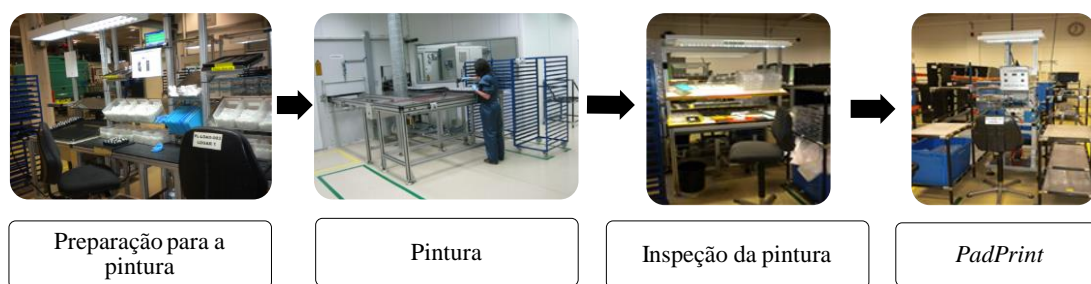 Preparação para a
pintura
Pintura
Inspeção da pintura
PadPrint